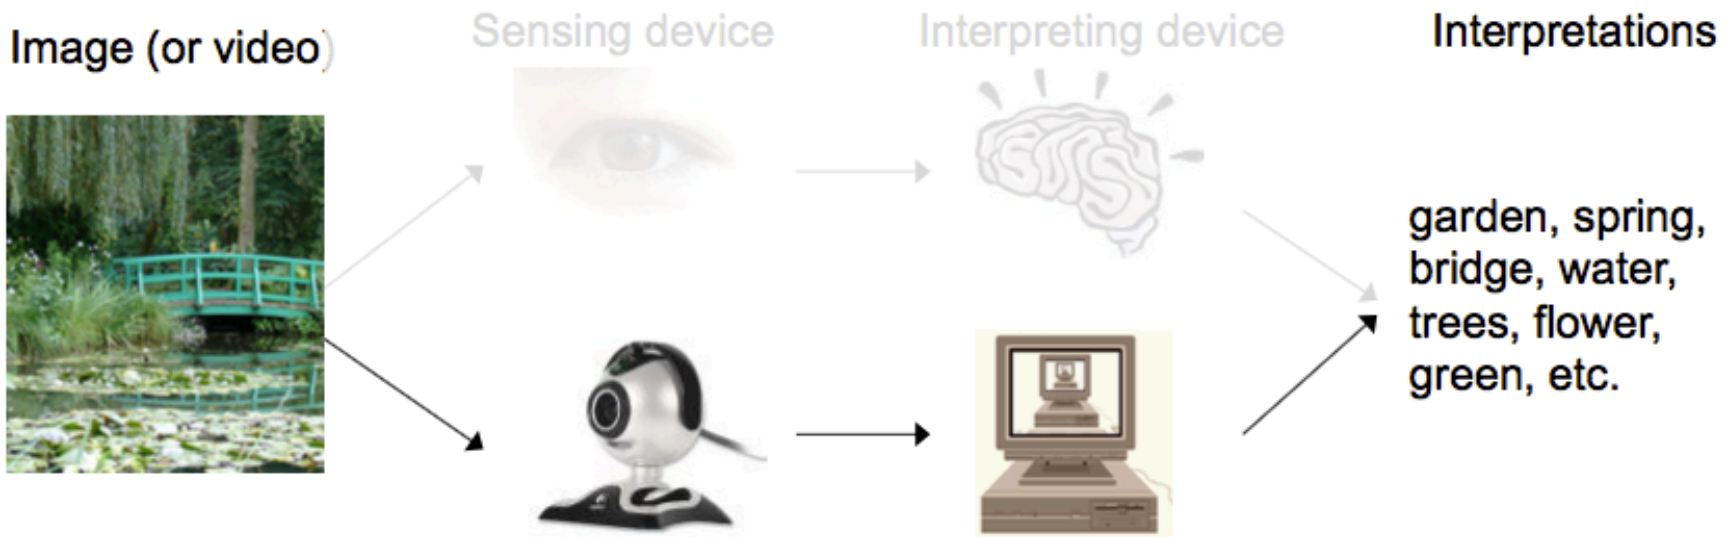 Image (or video)
Sensing device
Interpreting device
Interpretations
garden, spring,
bridge, water,
trees, flower,
green, etc.